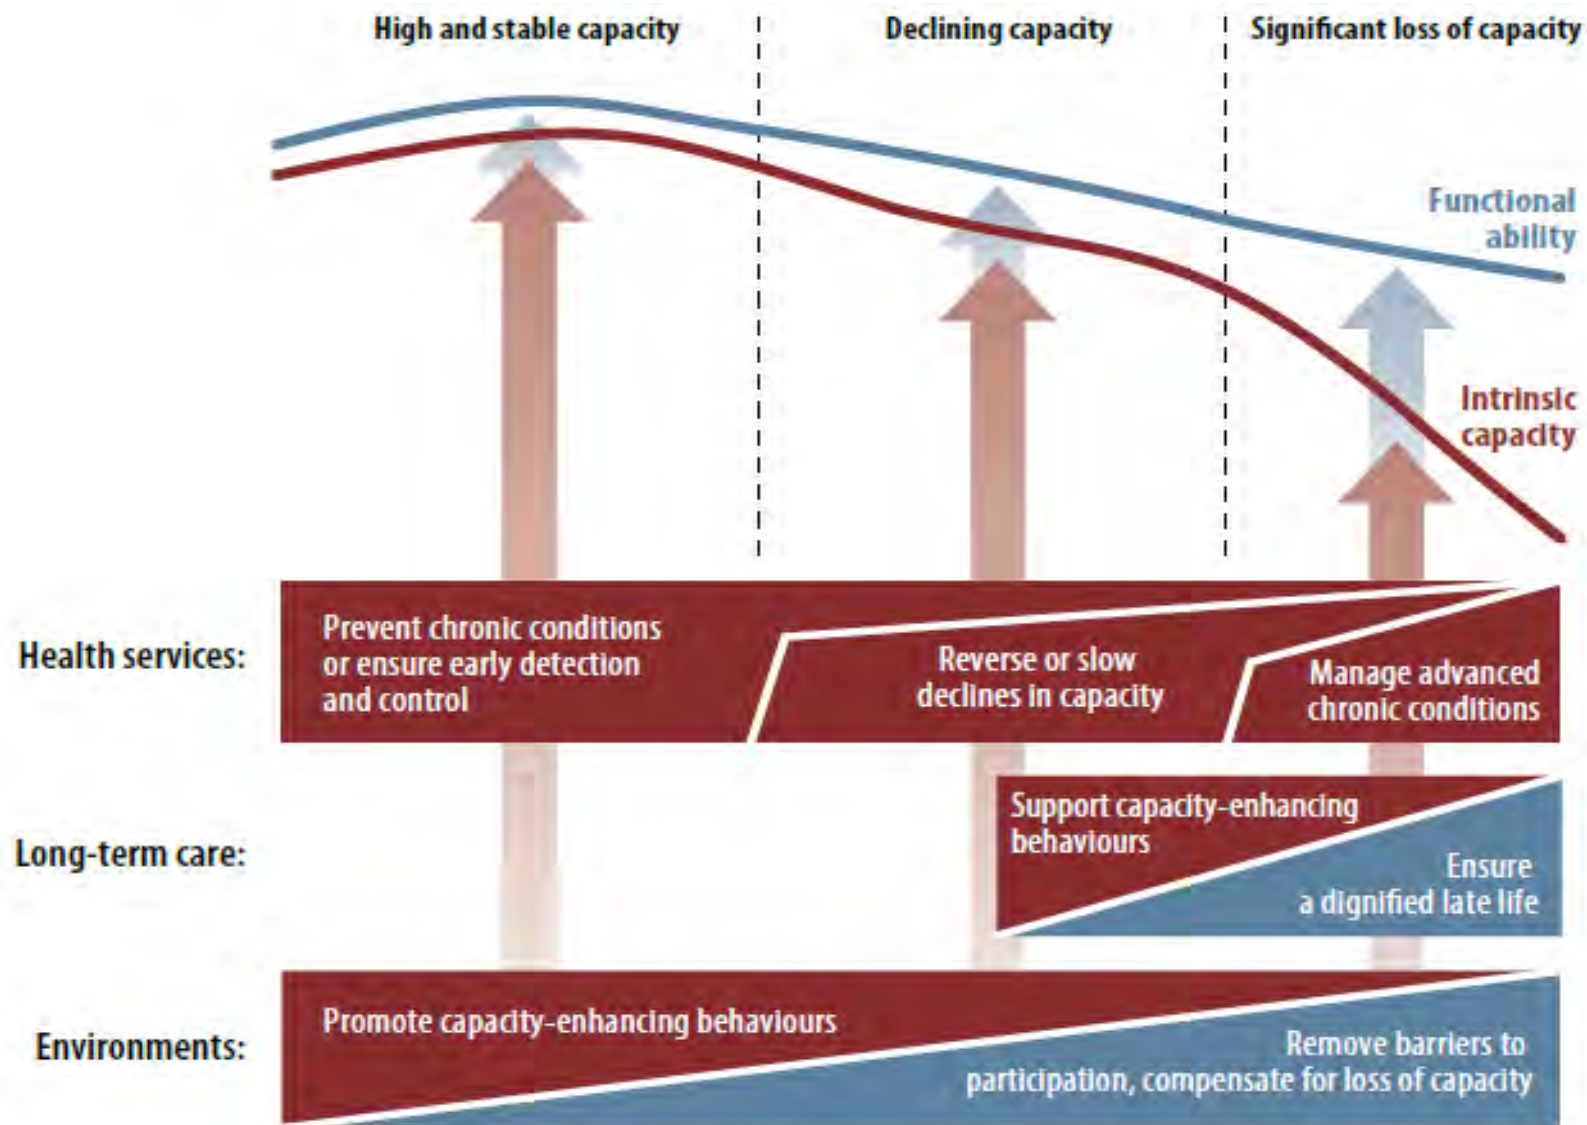 High and stable capacity
Declining capacity
Significant loss of capacity
Functional
ability
Intrinsic
capacity
Health services:
Prevent chronic conditions
or ensure early detection
and control
Reverse or slow
declines in capacity
Manage advanced
chronic conditions
Long-term care:
Support capacity-enhancing
behaviours
Ensure
a dignified late life
Environments:
Promote capacity-enhancing behaviours
Remove barriers to
participation, compensate for loss of capacity